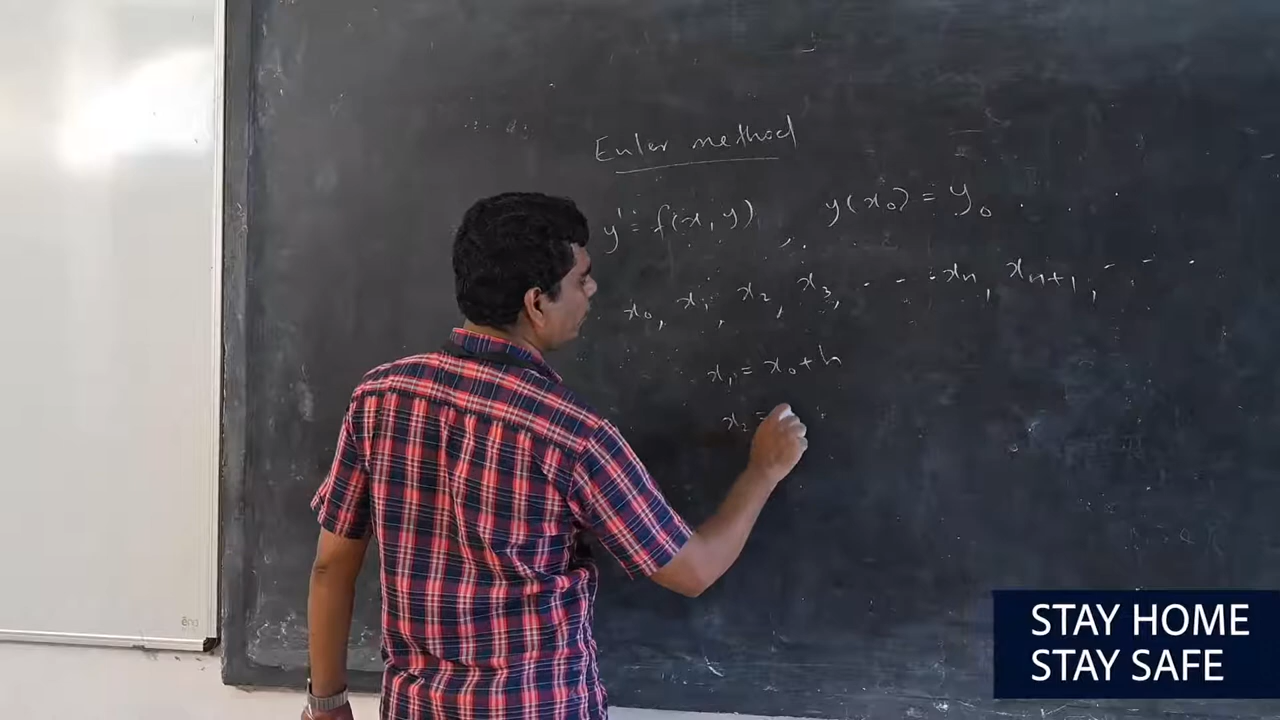 Euler method
y' = f(x, y)    y(x₀) = y₀
x₀, x₁, x₂, x₃, - - - xₙ, xₙ₊₁, - - -
x₁ = x₀ + h
x₂ =
STAY HOME
STAY SAFE